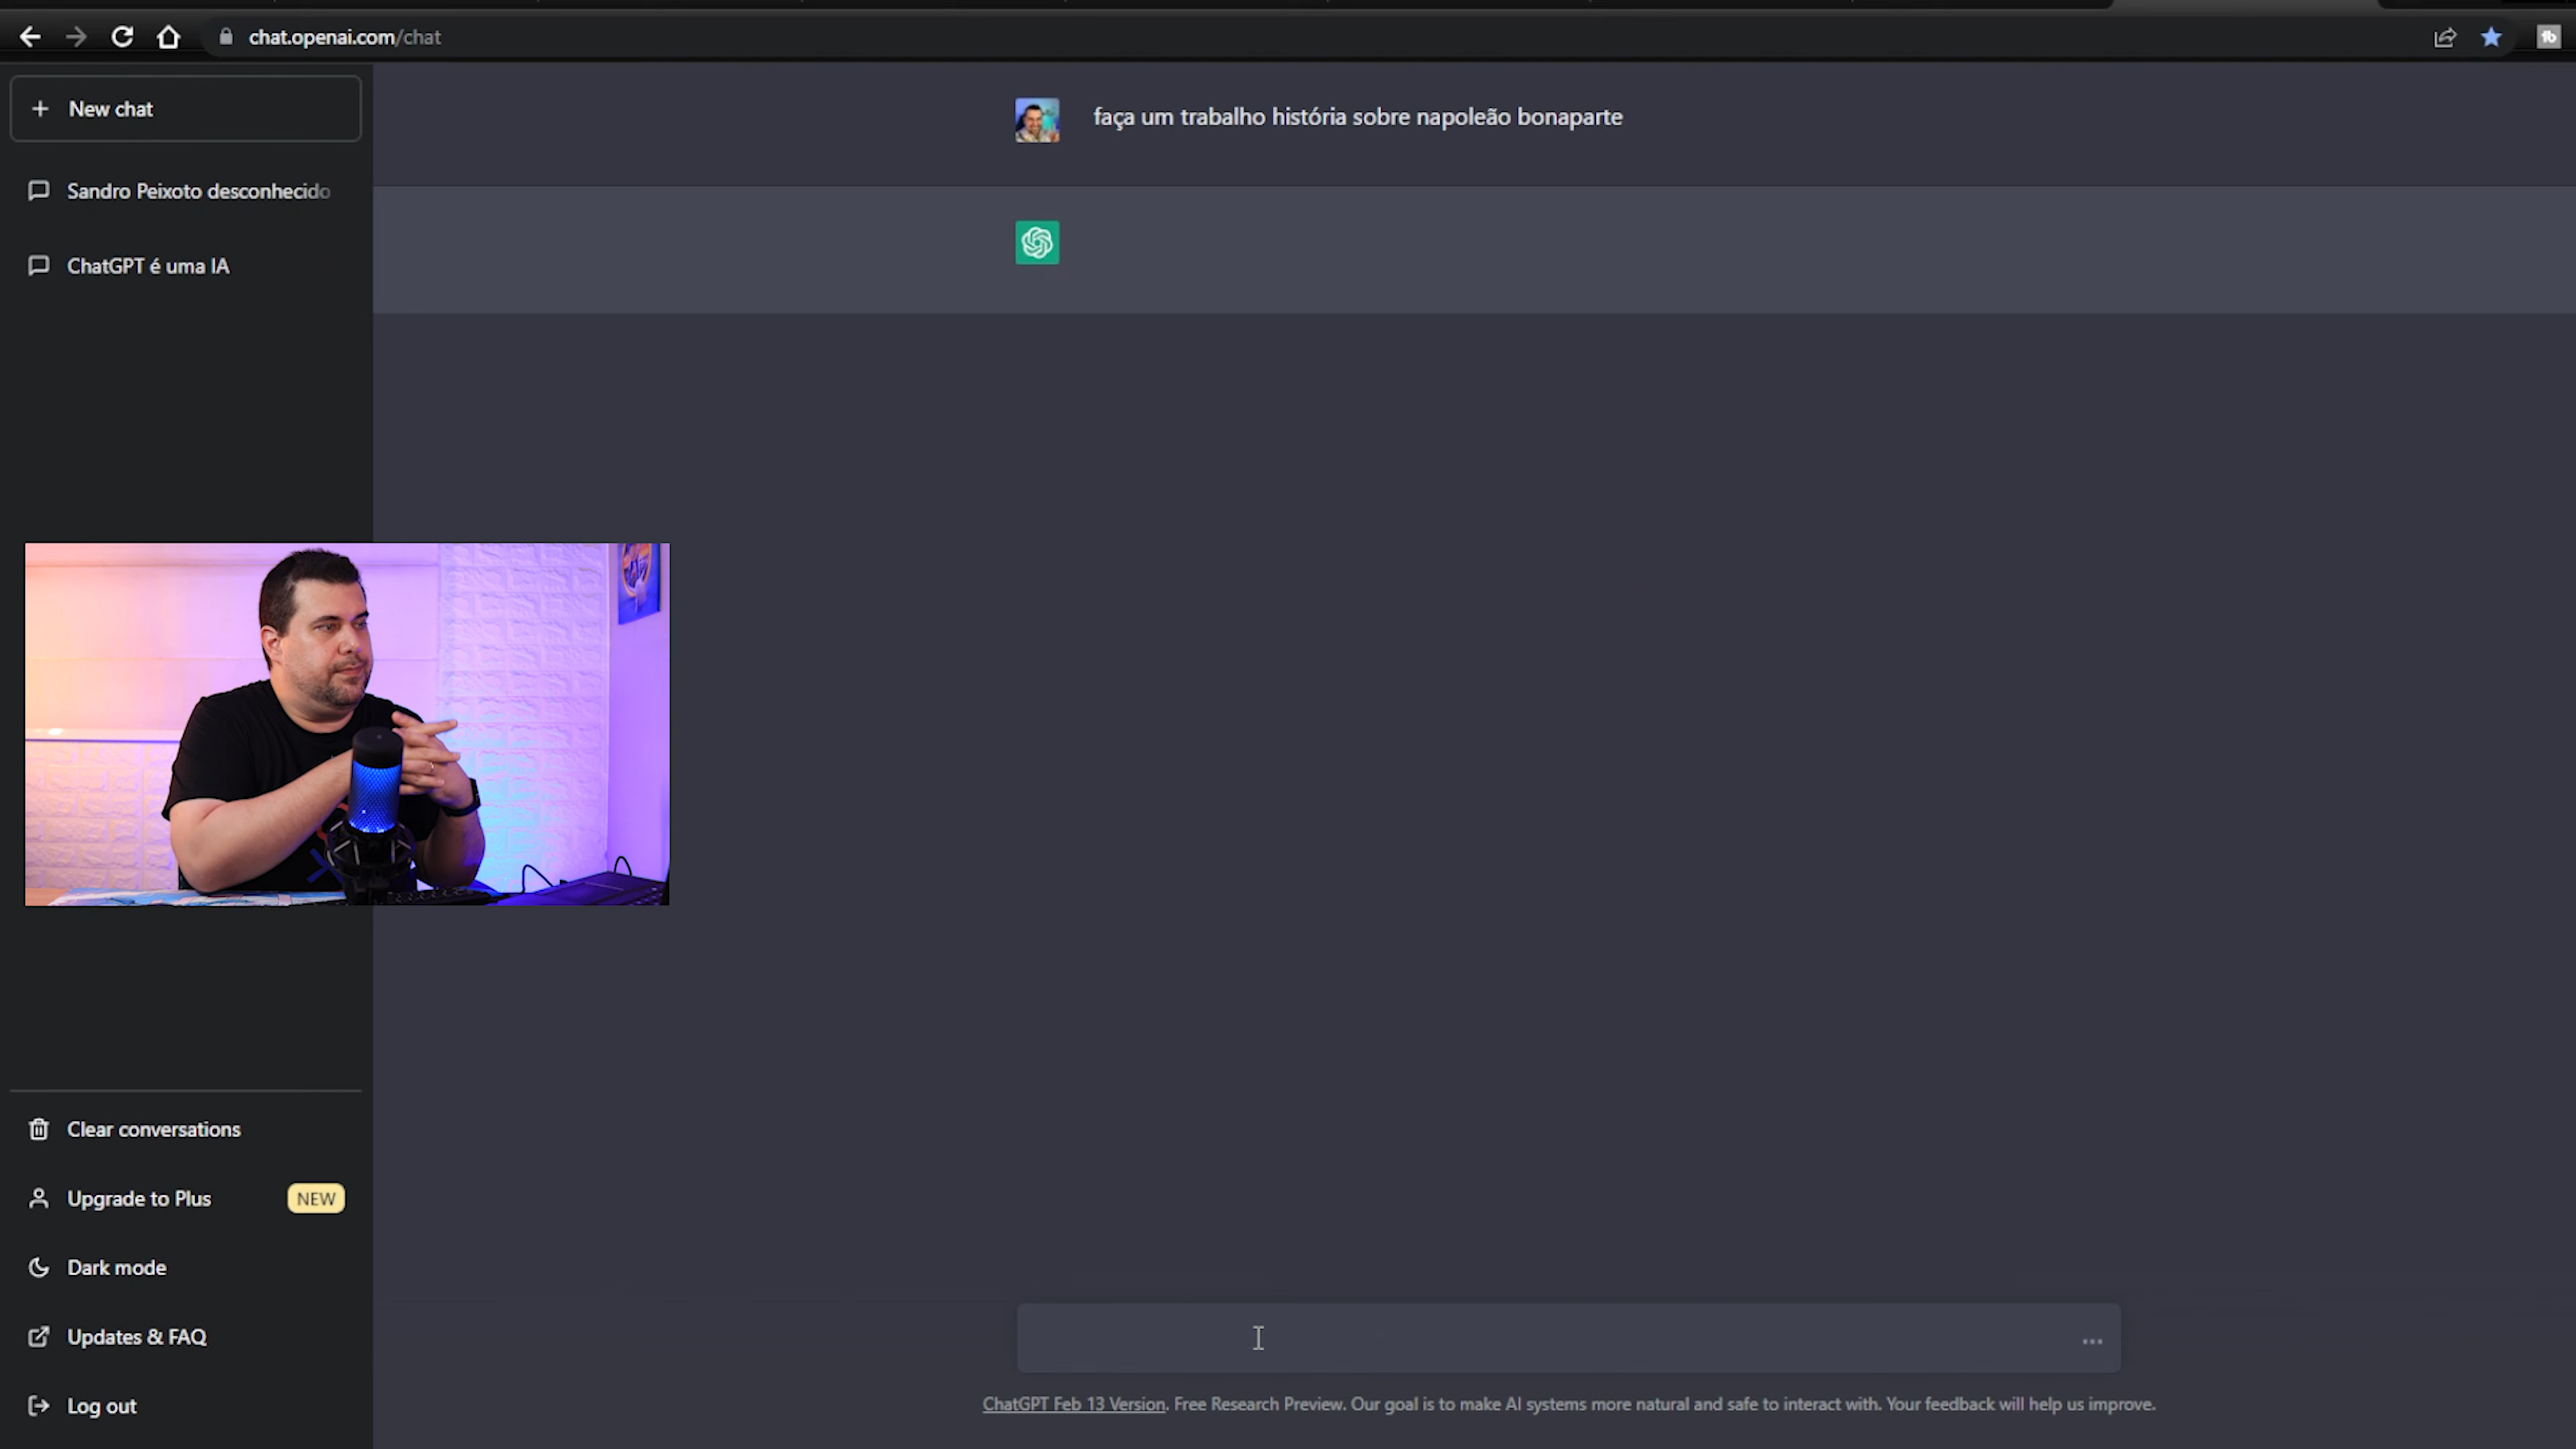 chat.openai.com/chat
New chat
Sandro Peixoto desconhecido
ChatGPT é uma IA
faça um trabalho história sobre napoleão bonaparte
Clear conversations
Upgrade to Plus NEW
Dark mode
Updates & FAQ
Log out
ChatGPT Feb 13 Version. Free Research Preview. Our goal is to make AI systems more natural and safe to interact with. Your feedback will help us improve.